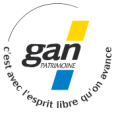 gan
PATRIMOINE
c'est avec l'esprit libre qu'on avance